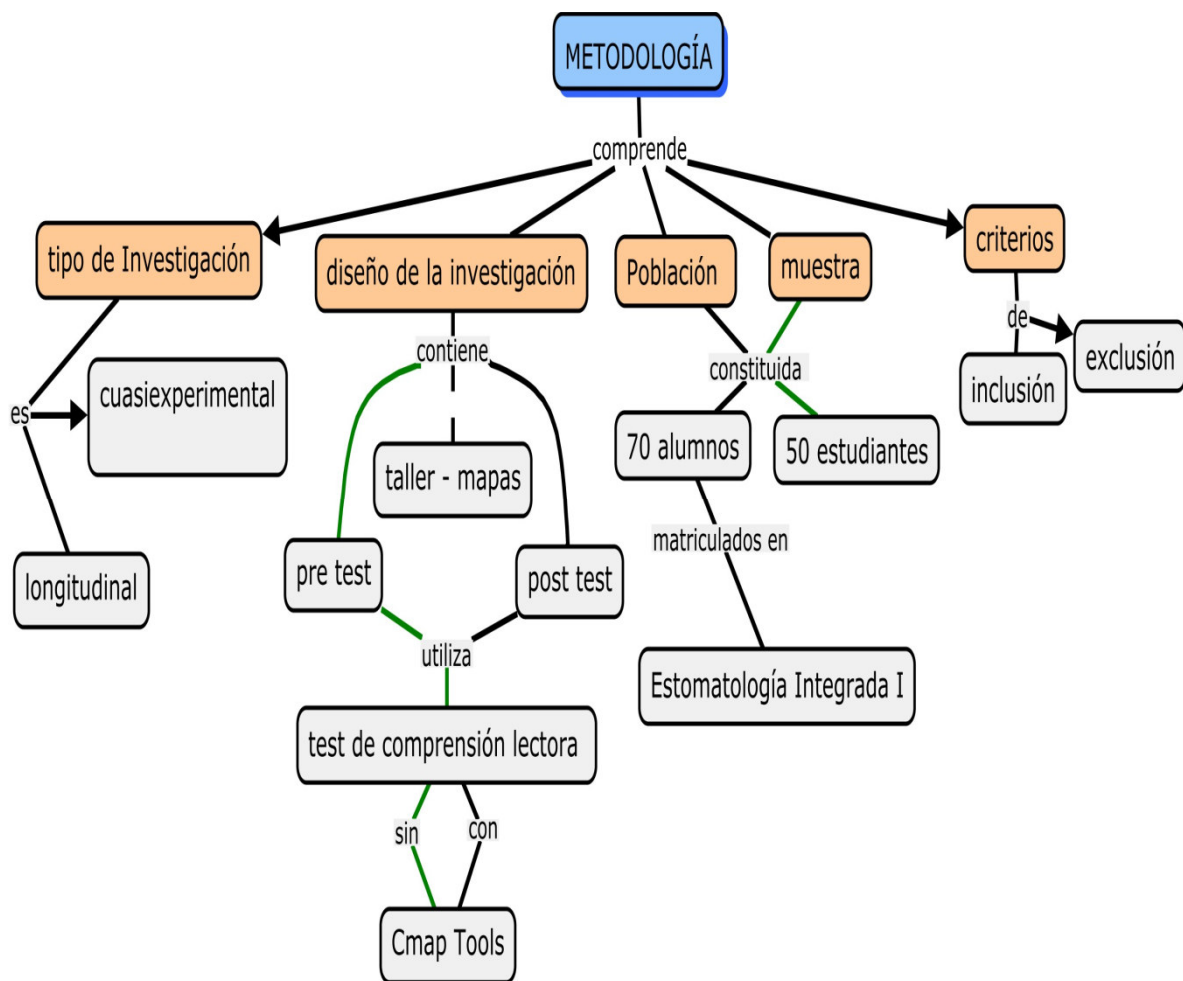 METODOLOGÍA
comprende
tipo de Investigación
diseño de la investigación
Población
muestra
criterios
es
cuasiexperimental
longitudinal
contiene
taller - mapas
pre test
post test
utiliza
test de comprensión lectora
sin
con
Cmap Tools
constituida
70 alumnos
50 estudiantes
matriculados en
Estomatología Integrada I
de
inclusión
exclusión